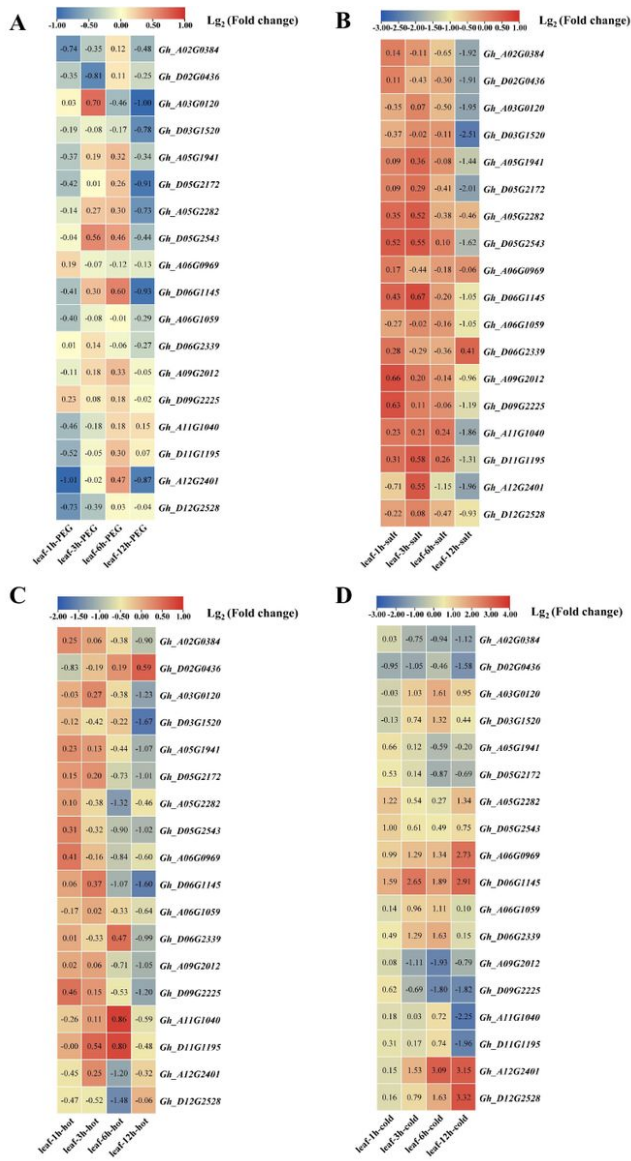 A
Lg2 (Fold change)
-1.00 -0.50 0.00 0.50 1.00
-0.74 -0.35 0.12 -0.48 Gh_A02G0384
-0.35 -0.81 0.11 -0.25 Gh_D02G0436
0.03 0.70 -0.46 -1.00 Gh_A03G0120
-0.19 -0.08 -0.17 -0.78 Gh_D03G1520
-0.37 0.19 0.32 -0.34 Gh_A05G1941
-0.42 0.01 0.26 -0.91 Gh_D05G2172
-0.14 0.27 0.30 -0.73 Gh_A05G2282
-0.04 0.56 0.46 -0.44 Gh_D05G2543
0.19 -0.07 -0.12 -0.13 Gh_A06G0969
-0.41 0.30 0.60 -0.93 Gh_D06G1145
-0.40 -0.08 -0.01 -0.29 Gh_A06G1059
0.01 0.14 -0.06 -0.27 Gh_D06G2339
-0.11 0.18 0.33 -0.05 Gh_A09G2012
0.23 0.08 0.18 -0.02 Gh_D09G2225
-0.46 -0.18 0.18 0.15 Gh_A11G1040
-0.52 -0.05 0.30 0.07 Gh_D11G1195
-1.01 -0.02 0.47 -0.87 Gh_A12G2401
-0.73 -0.39 0.03 -0.04 Gh_D12G2528
leaf-1h-PEG leaf-3h-PEG leaf-6h-PEG leaf-12h-PEG
B
Lg2 (Fold change)
-3.00 -2.50 -2.00 -1.50 -1.00 -0.50 0.00 0.50 1.00
0.14 -0.11 -0.65 -1.92 Gh_A02G0384
0.11 -0.43 -0.30 -1.91 Gh_D02G0436
-0.35 0.07 -0.50 -1.95 Gh_A03G0120
-0.37 -0.02 -0.11 -2.51 Gh_D03G1520
0.09 0.36 -0.08 -1.44 Gh_A05G1941
0.09 0.29 -0.41 -2.01 Gh_D05G2172
0.35 0.52 -0.38 -0.46 Gh_A05G2282
0.52 0.55 0.10 -1.62 Gh_D05G2543
0.17 -0.44 -0.18 -0.06 Gh_A06G0969
0.43 0.67 -0.20 -1.05 Gh_D06G1145
-0.27 -0.02 -0.16 -1.05 Gh_A06G1059
0.28 -0.29 -0.36 0.41 Gh_D06G2339
0.66 0.20 -0.14 -0.96 Gh_A09G2012
0.63 0.11 -0.06 -1.19 Gh_D09G2225
0.23 0.21 0.24 -1.86 Gh_A11G1040
0.31 0.58 0.26 -1.31 Gh_D11G1195
-0.71 0.55 -1.15 -1.96 Gh_A12G2401
-0.22 0.08 -0.47 -0.93 Gh_D12G2528
leaf-1h-salt leaf-3h-salt leaf-6h-salt leaf-12h-salt
C
-2.00 -1.50 -1.00 -0.50 0.00 0.50 1.00
Lg2 (Fold change)
0.25 0.06 -0.38 -0.90 Gh_A02G0384
-0.83 -0.19 0.19 0.59 Gh_D02G0436
-0.03 0.27 -0.38 -1.23 Gh_A03G0120
-0.12 -0.42 -0.22 -1.67 Gh_D03G1520
0.23 0.13 -0.44 -1.07 Gh_A05G1941
0.15 0.20 -0.73 -1.01 Gh_D05G2172
0.10 -0.38 -1.32 -0.46 Gh_A05G2282
0.31 -0.32 -0.90 -1.02 Gh_D05G2543
0.41 -0.16 -0.84 -0.60 Gh_A06G0969
0.06 0.37 -1.07 -1.60 Gh_D06G1145
-0.17 0.02 -0.33 -0.64 Gh_A06G1059
0.01 -0.33 0.47 -0.99 Gh_D06G2339
0.02 0.06 -0.71 -1.05 Gh_A09G2012
0.46 0.15 -0.53 -1.20 Gh_D09G2225
-0.26 0.11 0.86 -0.59 Gh_A11G1040
-0.00 0.54 0.80 -0.48 Gh_D11G1195
-0.45 0.25 -1.20 -0.32 Gh_A12G2401
-0.47 -0.52 -1.48 -0.06 Gh_D12G2528
leaf-1h-hot leaf-3h-hot leaf-6h-hot leaf-12h-hot
D
-3.00 -2.00 -1.00 0.00 1.00 2.00 3.00 4.00
Lg2 (Fold change)
0.03 -0.75 -0.94 -1.12 Gh_A02G0384
-0.95 -1.05 -0.46 -1.58 Gh_D02G0436
-0.03 1.03 1.61 0.95 Gh_A03G0120
-0.13 0.74 1.32 0.44 Gh_D03G1520
0.66 0.12 -0.59 -0.20 Gh_A05G1941
0.53 0.14 -0.87 -0.69 Gh_D05G2172
1.22 0.54 0.27 1.34 Gh_A05G2282
1.00 0.61 0.49 0.75 Gh_D05G2543
0.99 1.29 1.34 2.73 Gh_A06G0969
1.59 2.65 1.89 2.91 Gh_D06G1145
0.14 0.96 1.11 0.10 Gh_A06G1059
0.49 1.29 1.63 0.15 Gh_D06G2339
0.08 -1.11 -1.93 -0.79 Gh_A09G2012
0.62 -0.69 -1.80 -1.82 Gh_D09G2225
0.18 0.03 0.72 -2.25 Gh_A11G1040
0.31 0.17 0.74 -1.96 Gh_D11G1195
0.15 1.53 3.09 3.15 Gh_A12G2401
0.16 0.79 1.63 3.32 Gh_D12G2528
leaf-1h-cold leaf-3h-cold leaf-6h-cold leaf-12h-cold